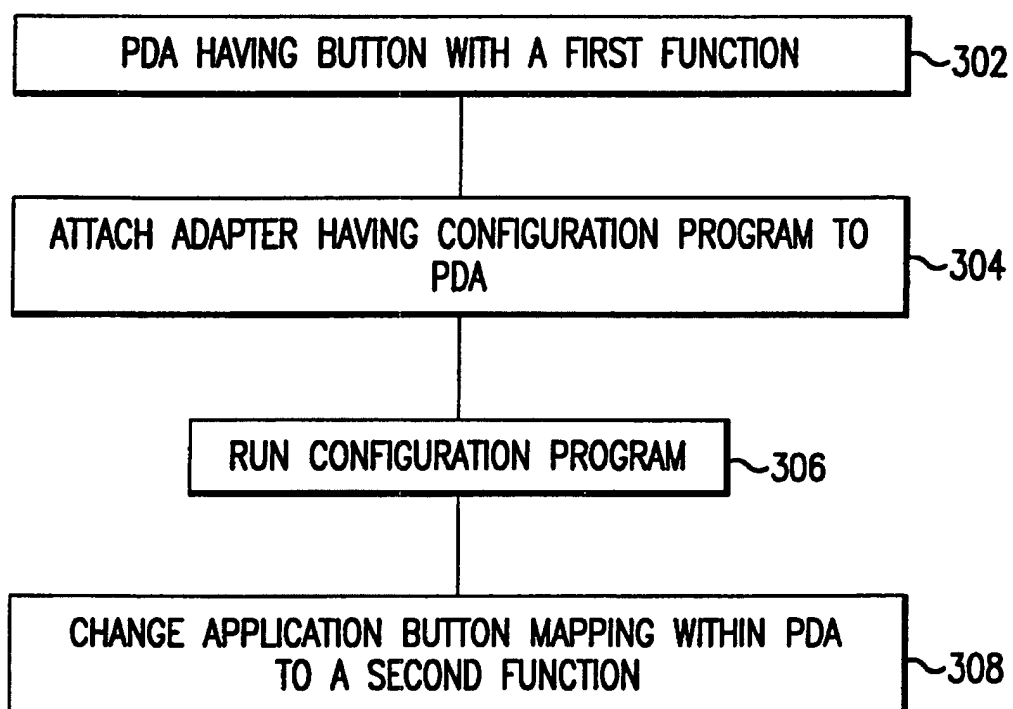 PDA HAVING BUTTON WITH A FIRST FUNCTION
302
ATTACH ADAPTER HAVING CONFIGURATION PROGRAM TO
PDA
304
RUN CONFIGURATION PROGRAM
306
CHANGE APPLICATION BUTTON MAPPING WITHIN PDA
TO A SECOND FUNCTION
308